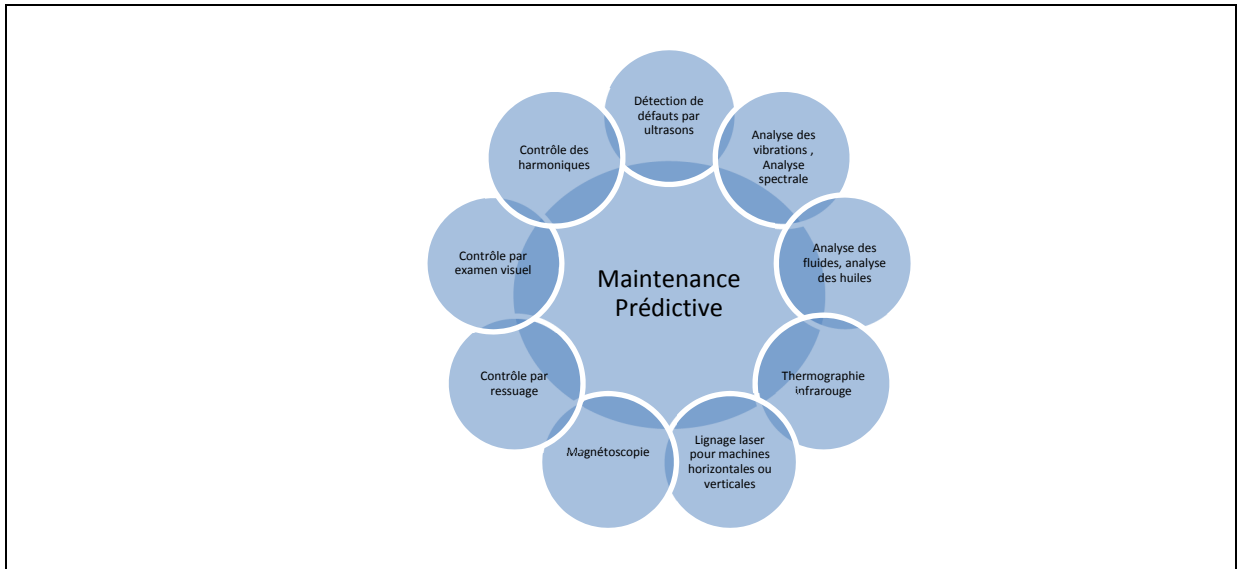 Détection de
défauts par
ultrasons
Analyse des
vibrations ,
Analyse
spectrale
Analyse des
fluides, analyse
des huiles
Thermographie
infrarouge
Lignage laser
pour machines
horizontales ou
verticales
Magnétoscopie
Contrôle par
ressuage
Contrôle par
examen visuel
Contrôle des
harmoniques
Maintenance
Prédictive